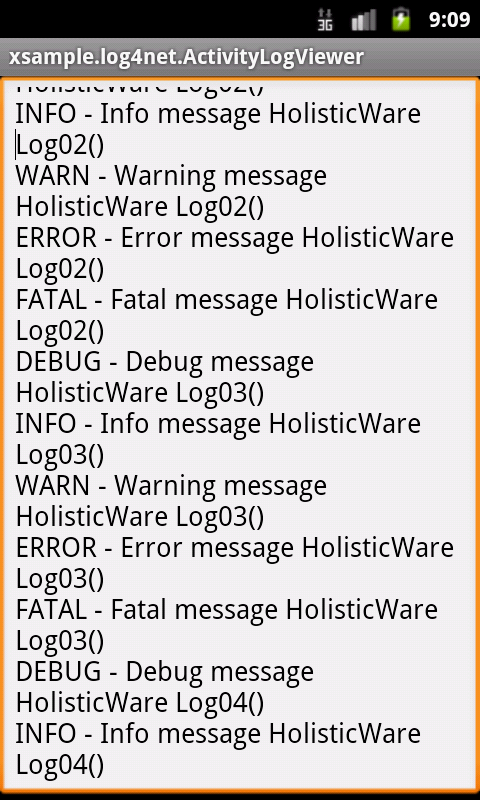 3G 9:09
xsample.log4net.ActivityLogViewer
HolisticWare Log02()
INFO - Info message HolisticWare
Log02()
WARN - Warning message
HolisticWare Log02()
ERROR - Error message HolisticWare
Log02()
FATAL - Fatal message HolisticWare
Log02()
DEBUG - Debug message
HolisticWare Log03()
INFO - Info message HolisticWare
Log03()
WARN - Warning message
HolisticWare Log03()
ERROR - Error message HolisticWare
Log03()
FATAL - Fatal message HolisticWare
Log03()
DEBUG - Debug message
HolisticWare Log04()
INFO - Info message HolisticWare
Log04()